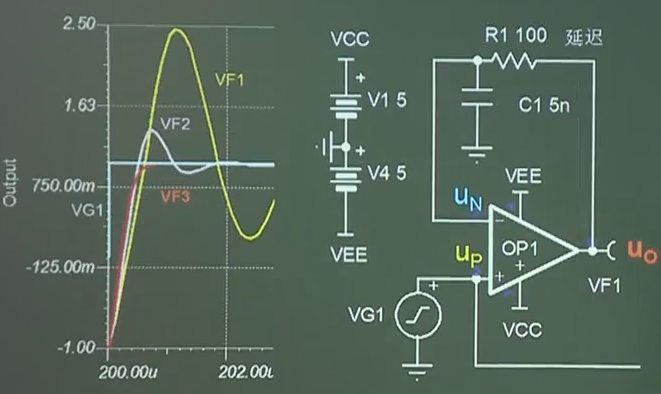 2.50
1.63
750.00m
-125.00m
-1.00
Output
VG1
VF1
VF2
VF3
200.00u
202.00u
VCC
+
V1 5
+
V4 5
VEE
R1 100 延迟
C1 5n
VEE
uN
uP
OP1
-
+
+
uO
VF1
VG1
+
VCC